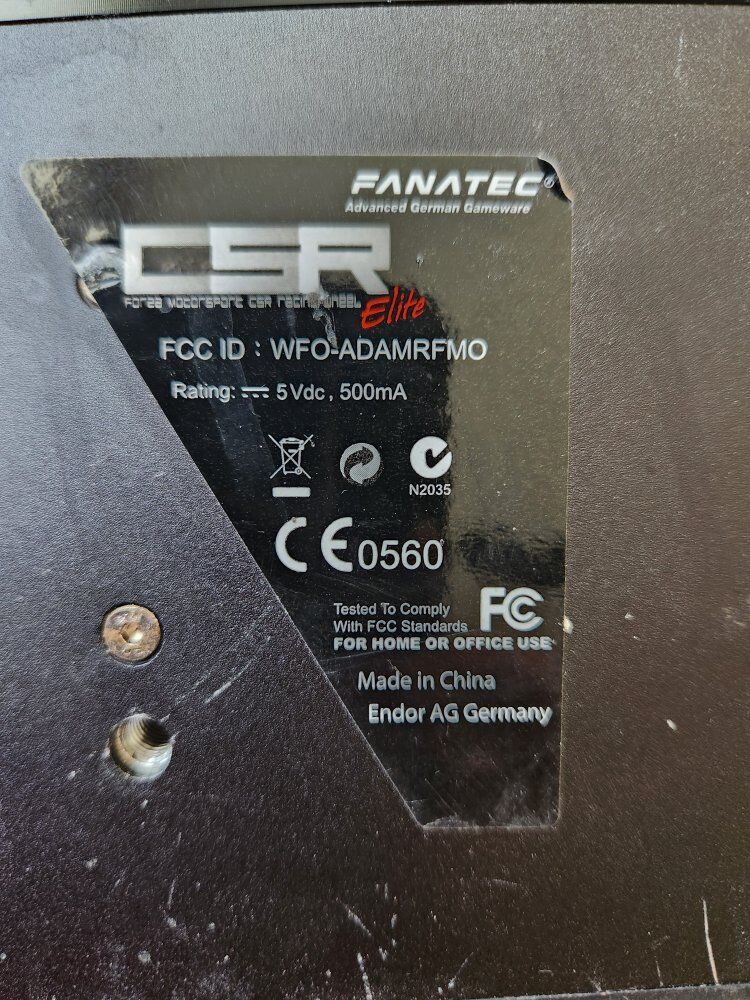 FANATEC®
Advanced German Gameware
CSR
Forza Motorsport CSR racing wheel
Elite
FCC ID : WFO-ADAMRFMO
Rating: 5Vdc, 500mA
N2035
CE0560
Tested To Comply
With FCC Standards
FC
FOR HOME OR OFFICE USE
Made in China
Endor AG Germany